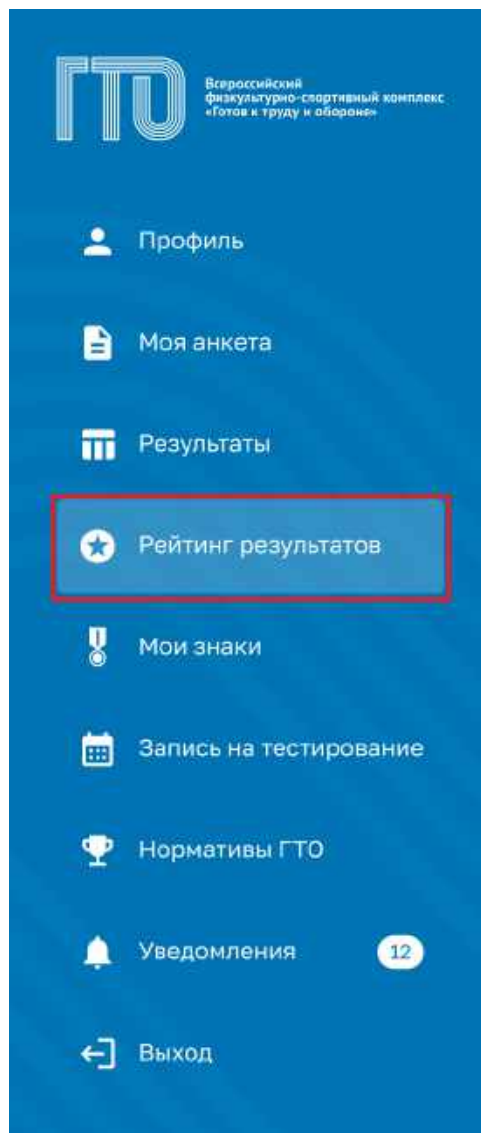 ГТО
Всероссийский
физкультурно-спортивный комплекс
«Готов к труду и обороне»
Профиль
Моя анкета
Результаты
Рейтинг результатов
Мои знаки
Запись на тестирование
Нормативы ГТО
Уведомления 12
Выход